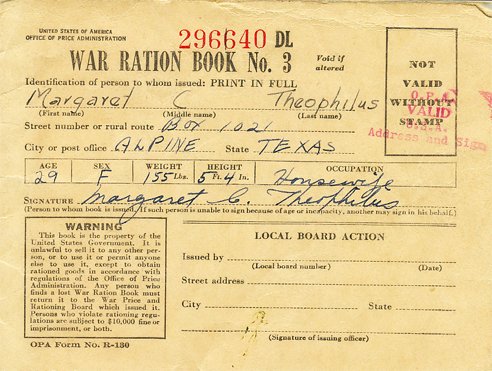 UNITED STATES OF AMERICA
OFFICE OF PRICE ADMINISTRATION
296640 DL
WAR RATION BOOK No. 3
Void if altered
Identification of person to whom issued: PRINT IN FULL
Margaret C Theophilus
(First name) (Middle name) (Last name)
Street number or rural route Box 1021
City or post office ALPINE State TEXAS
AGE SEX WEIGHT HEIGHT OCCUPATION
29 F 155 Lbs. 5 Ft. 4 In. Housewife
SIGNATURE Margaret C. Theophilus
(Person to whom book is issued. If such person is unable to sign because of age or incapacity, another may sign in his behalf.)
NOT
VALID
WITHOUT
STAMP
O.P.A.
VALID
Address and Sign
WARNING
This book is the property of the
United States Government. It is
unlawful to sell it to any other per-
son, or to use it or permit anyone
else to use it, except to obtain
rationed goods in accordance with
regulations of the Office of Price
Administration. Any person who
finds a lost War Ration Book must
return it to the War Price and
Rationing Board which issued it.
Persons who violate rationing regu-
lations are subject to $10,000 fine or
imprisonment, or both.
OPA Form No. R-130
LOCAL BOARD ACTION
Issued by
(Local board number) (Date)
Street address
City State
(Signature of issuing officer)